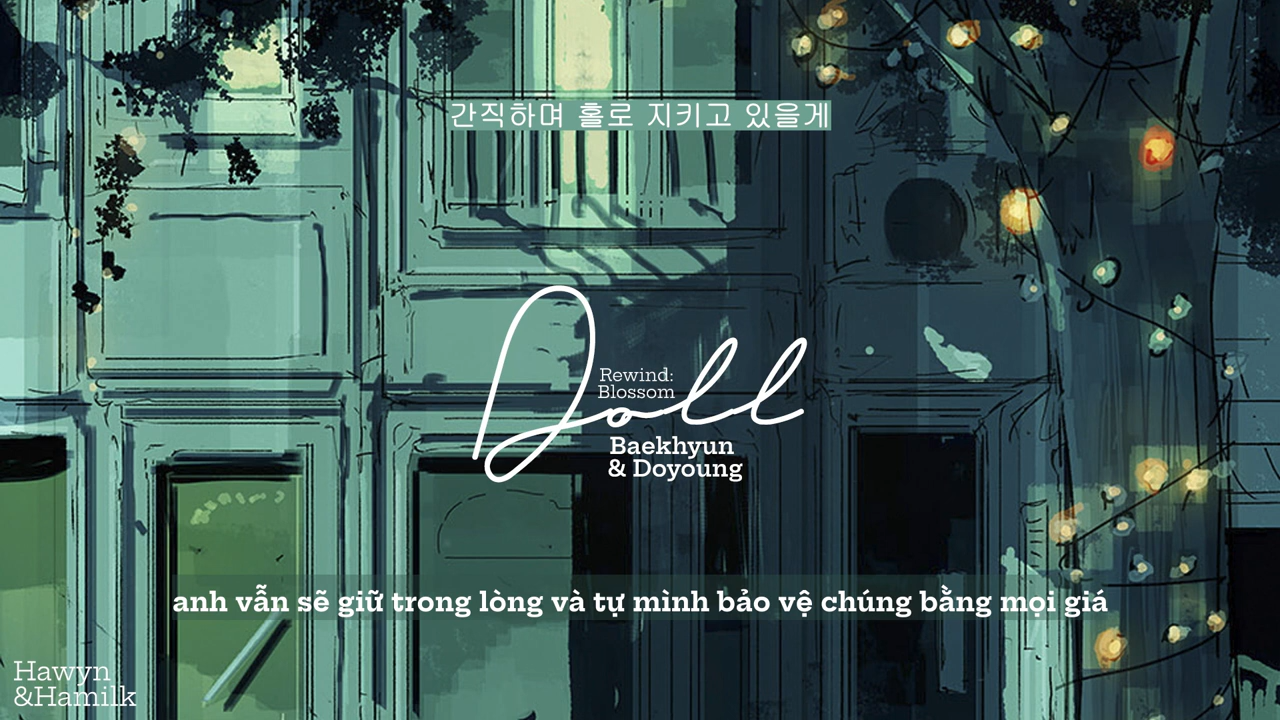 간직하며 홀로 지키고 있을게
Doll
Rewind:
Blossom
Baekhyun
& Doyoung
anh vẫn sẽ giữ trong lòng và tự mình bảo vệ chúng bằng mọi giá
Hawyn
&Hamilk